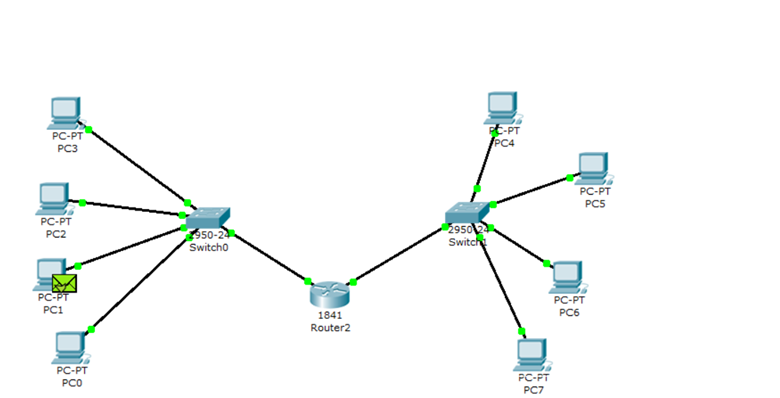 PC-PT
PC3
PC-PT
PC2
PC-PT
PC1
PC-PT
PC0
2950-24
Switch0
1841
Router2
2950-24
Switch1
PC-PT
PC4
PC-PT
PC5
PC-PT
PC6
PC-PT
PC7